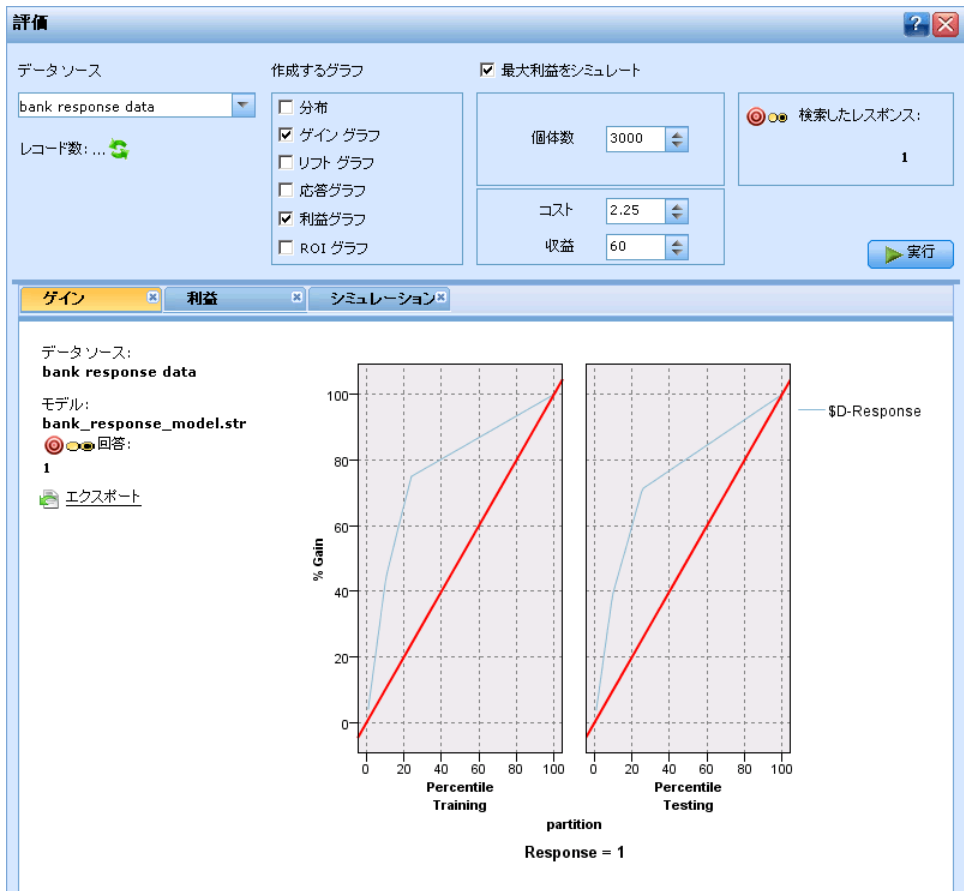 評価
データ ソース
bank response data
レコード数: ...
作成するグラフ
分布
ゲイン グラフ
リフト グラフ
応答グラフ
利益グラフ
ROI グラフ
最大利益をシミュレート
個体数
3000
コスト
2.25
収益
60
検索したレスポンス:
1
実行
ゲイン
利益
シミュレーション
データ ソース:
bank response data
モデル:
bank_response_model.str
回答:
1
エクスポート
% Gain
100
80
60
40
20
0
0 20 40 60 80 100
Percentile
Training
0 20 40 60 80 100
Percentile
Testing
partition
Response = 1
$D-Response